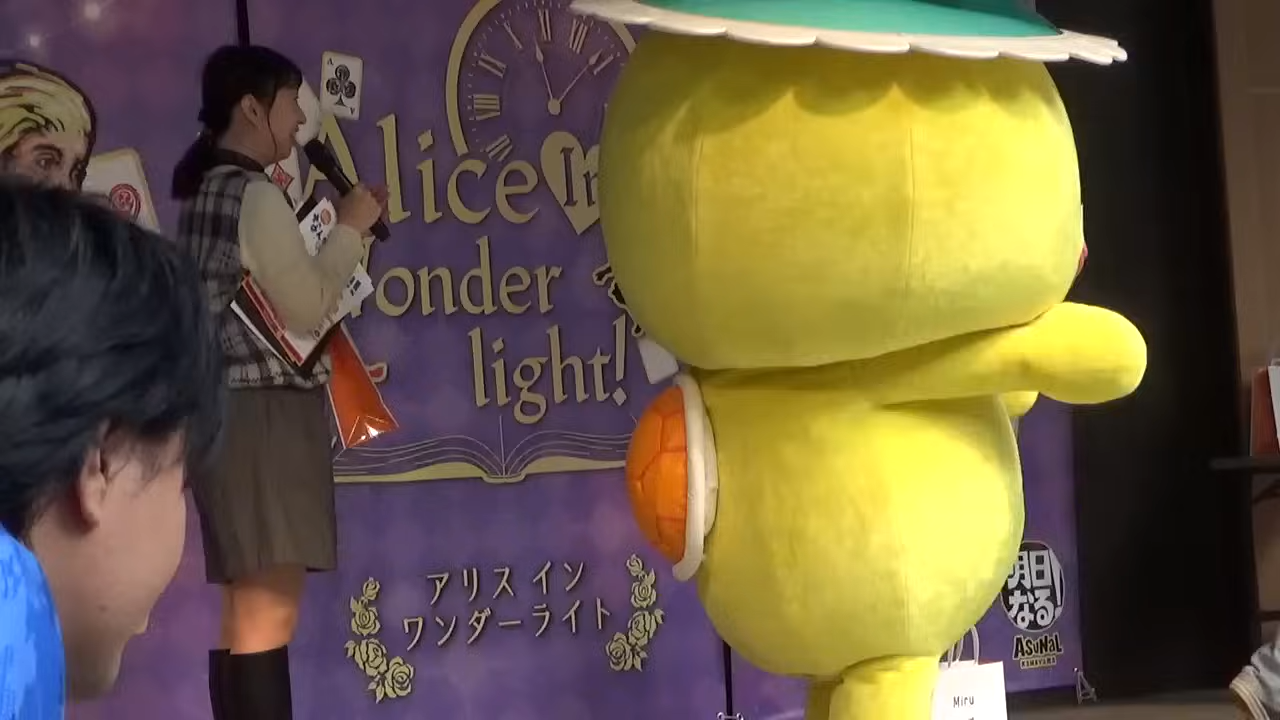 Alice In
Wonder
light!
アリス イン
ワンダーライト
明日
なる!
ASUNAL
KANAYAMA
Miru
A
A